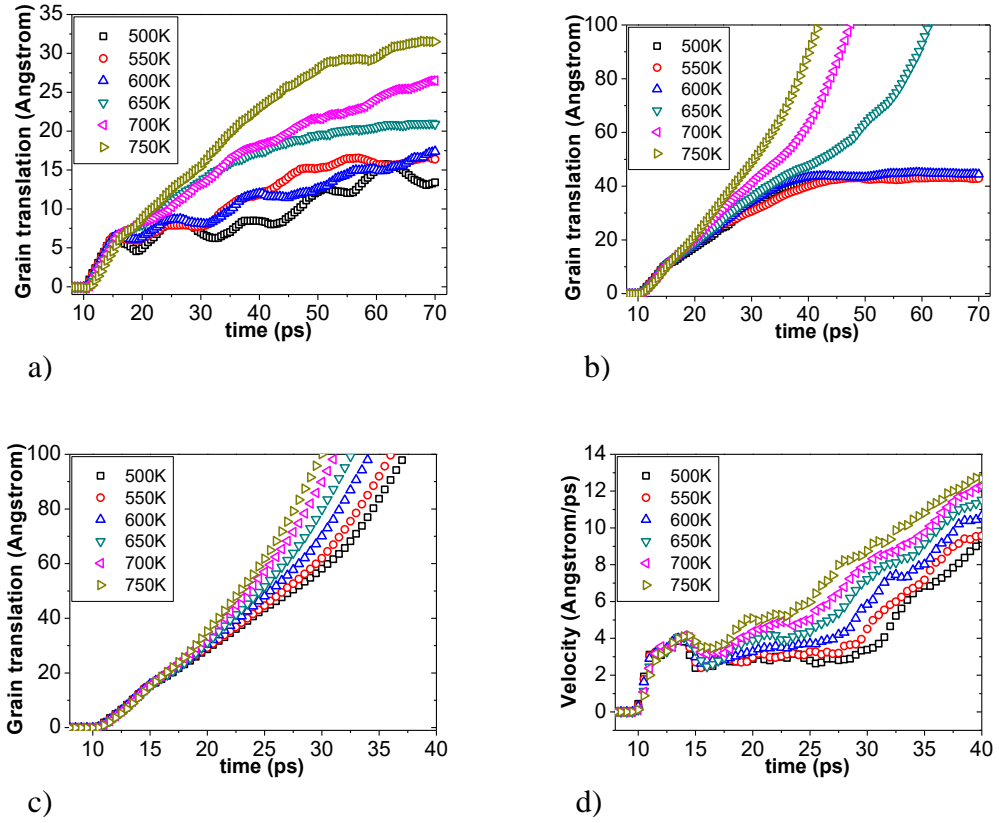 35
30
25
20
15
10
5
0
Grain translation (Angstrom)
500K
550K
600K
650K
700K
750K
10 20 30 40 50 60 70
time (ps)
a)
100
80
60
40
20
0
Grain translation (Angstrom)
500K
550K
600K
650K
700K
750K
10 20 30 40 50 60 70
time (ps)
b)
100
80
60
40
20
0
Grain translation (Angstrom)
500K
550K
600K
650K
700K
750K
10 15 20 25 30 35 40
time (ps)
c)
14
12
10
8
6
4
2
0
Velocity (Angstrom/ps)
500K
550K
600K
650K
700K
750K
10 15 20 25 30 35 40
time (ps)
d)